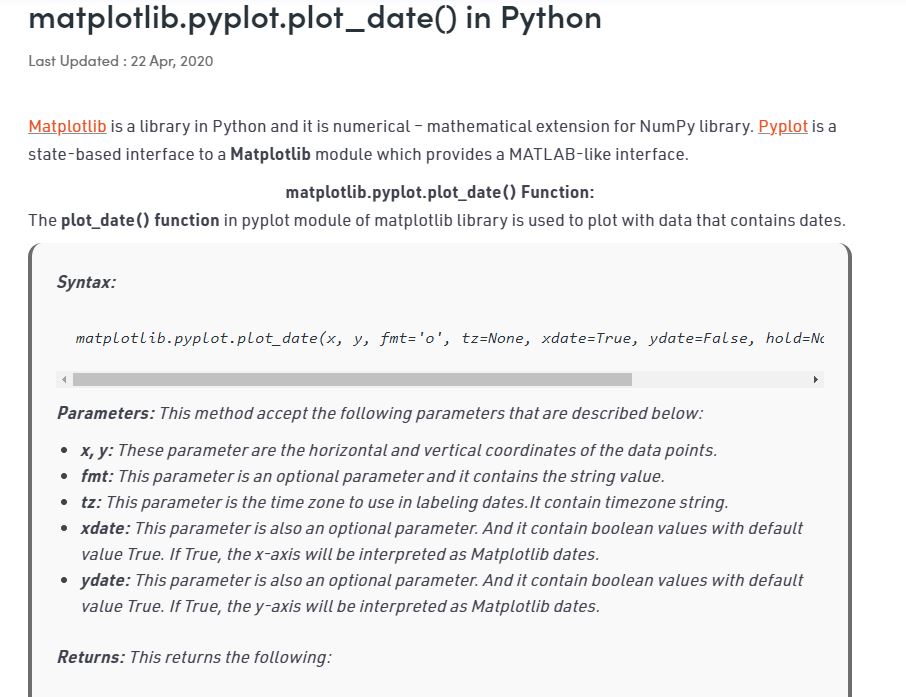 matplotlib.pyplot.plot_date() in Python
Last Updated : 22 Apr, 2020
Matplotlib is a library in Python and it is numerical – mathematical extension for NumPy library. Pyplot is a
state-based interface to a Matplotlib module which provides a MATLAB-like interface.
matplotlib.pyplot.plot_date() Function:
The plot_date() function in pyplot module of matplotlib library is used to plot with data that contains dates.
Syntax:
matplotlib.pyplot.plot_date(x, y, fmt='o', tz=None, xdate=True, ydate=False, hold=No
Parameters: This method accept the following parameters that are described below:
• x, y: These parameter are the horizontal and vertical coordinates of the data points.
• fmt: This parameter is an optional parameter and it contains the string value.
• tz: This parameter is the time zone to use in labeling dates.It contain timezone string.
• xdate: This parameter is also an optional parameter. And it contain boolean values with default
value True. If True, the x-axis will be interpreted as Matplotlib dates.
• ydate: This parameter is also an optional parameter. And it contain boolean values with default
value True. If True, the y-axis will be interpreted as Matplotlib dates.
Returns: This returns the following: